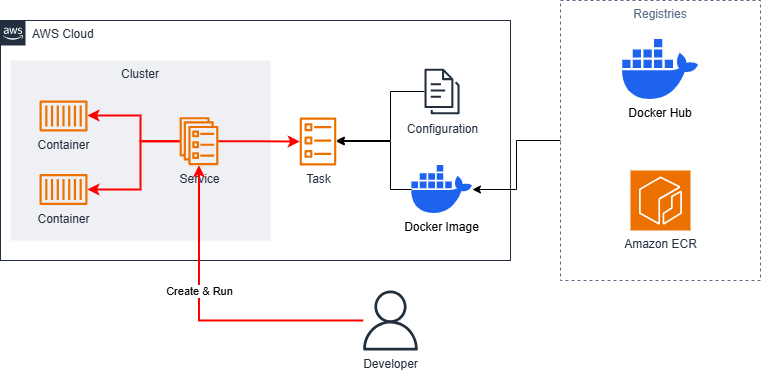 Registries
aws
AWS Cloud
Cluster
Docker Hub
Container
Configuration
Service
Task
Container
Docker Image
Amazon ECR
Create & Run
Developer